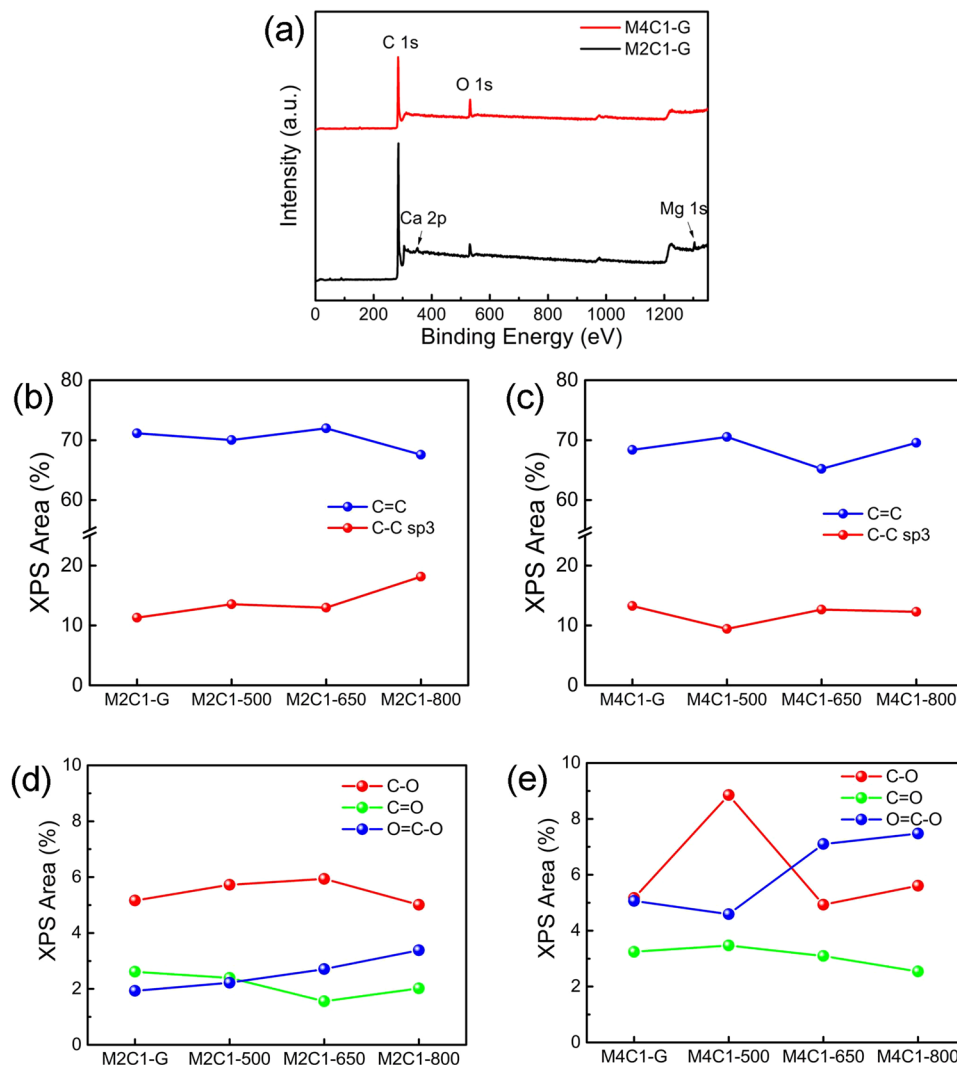 (a)
M4C1-G
M2C1-G
C 1s
O 1s
Ca 2p
Mg 1s
Intensity (a.u.)
0 200 400 600 800 1000 1200
Binding Energy (eV)
(b)
80
70
60
20
10
0
XPS Area (%)
C=C
C-C sp3
M2C1-G M2C1-500 M2C1-650 M2C1-800
(c)
80
70
60
20
10
0
XPS Area (%)
C=C
C-C sp3
M4C1-G M4C1-500 M4C1-650 M4C1-800
(d)
10
8
6
4
2
0
XPS Area (%)
C-O
C=O
O=C-O
M2C1-G M2C1-500 M2C1-650 M2C1-800
(e)
10
8
6
4
2
0
XPS Area (%)
C-O
C=O
O=C-O
M4C1-G M4C1-500 M4C1-650 M4C1-800